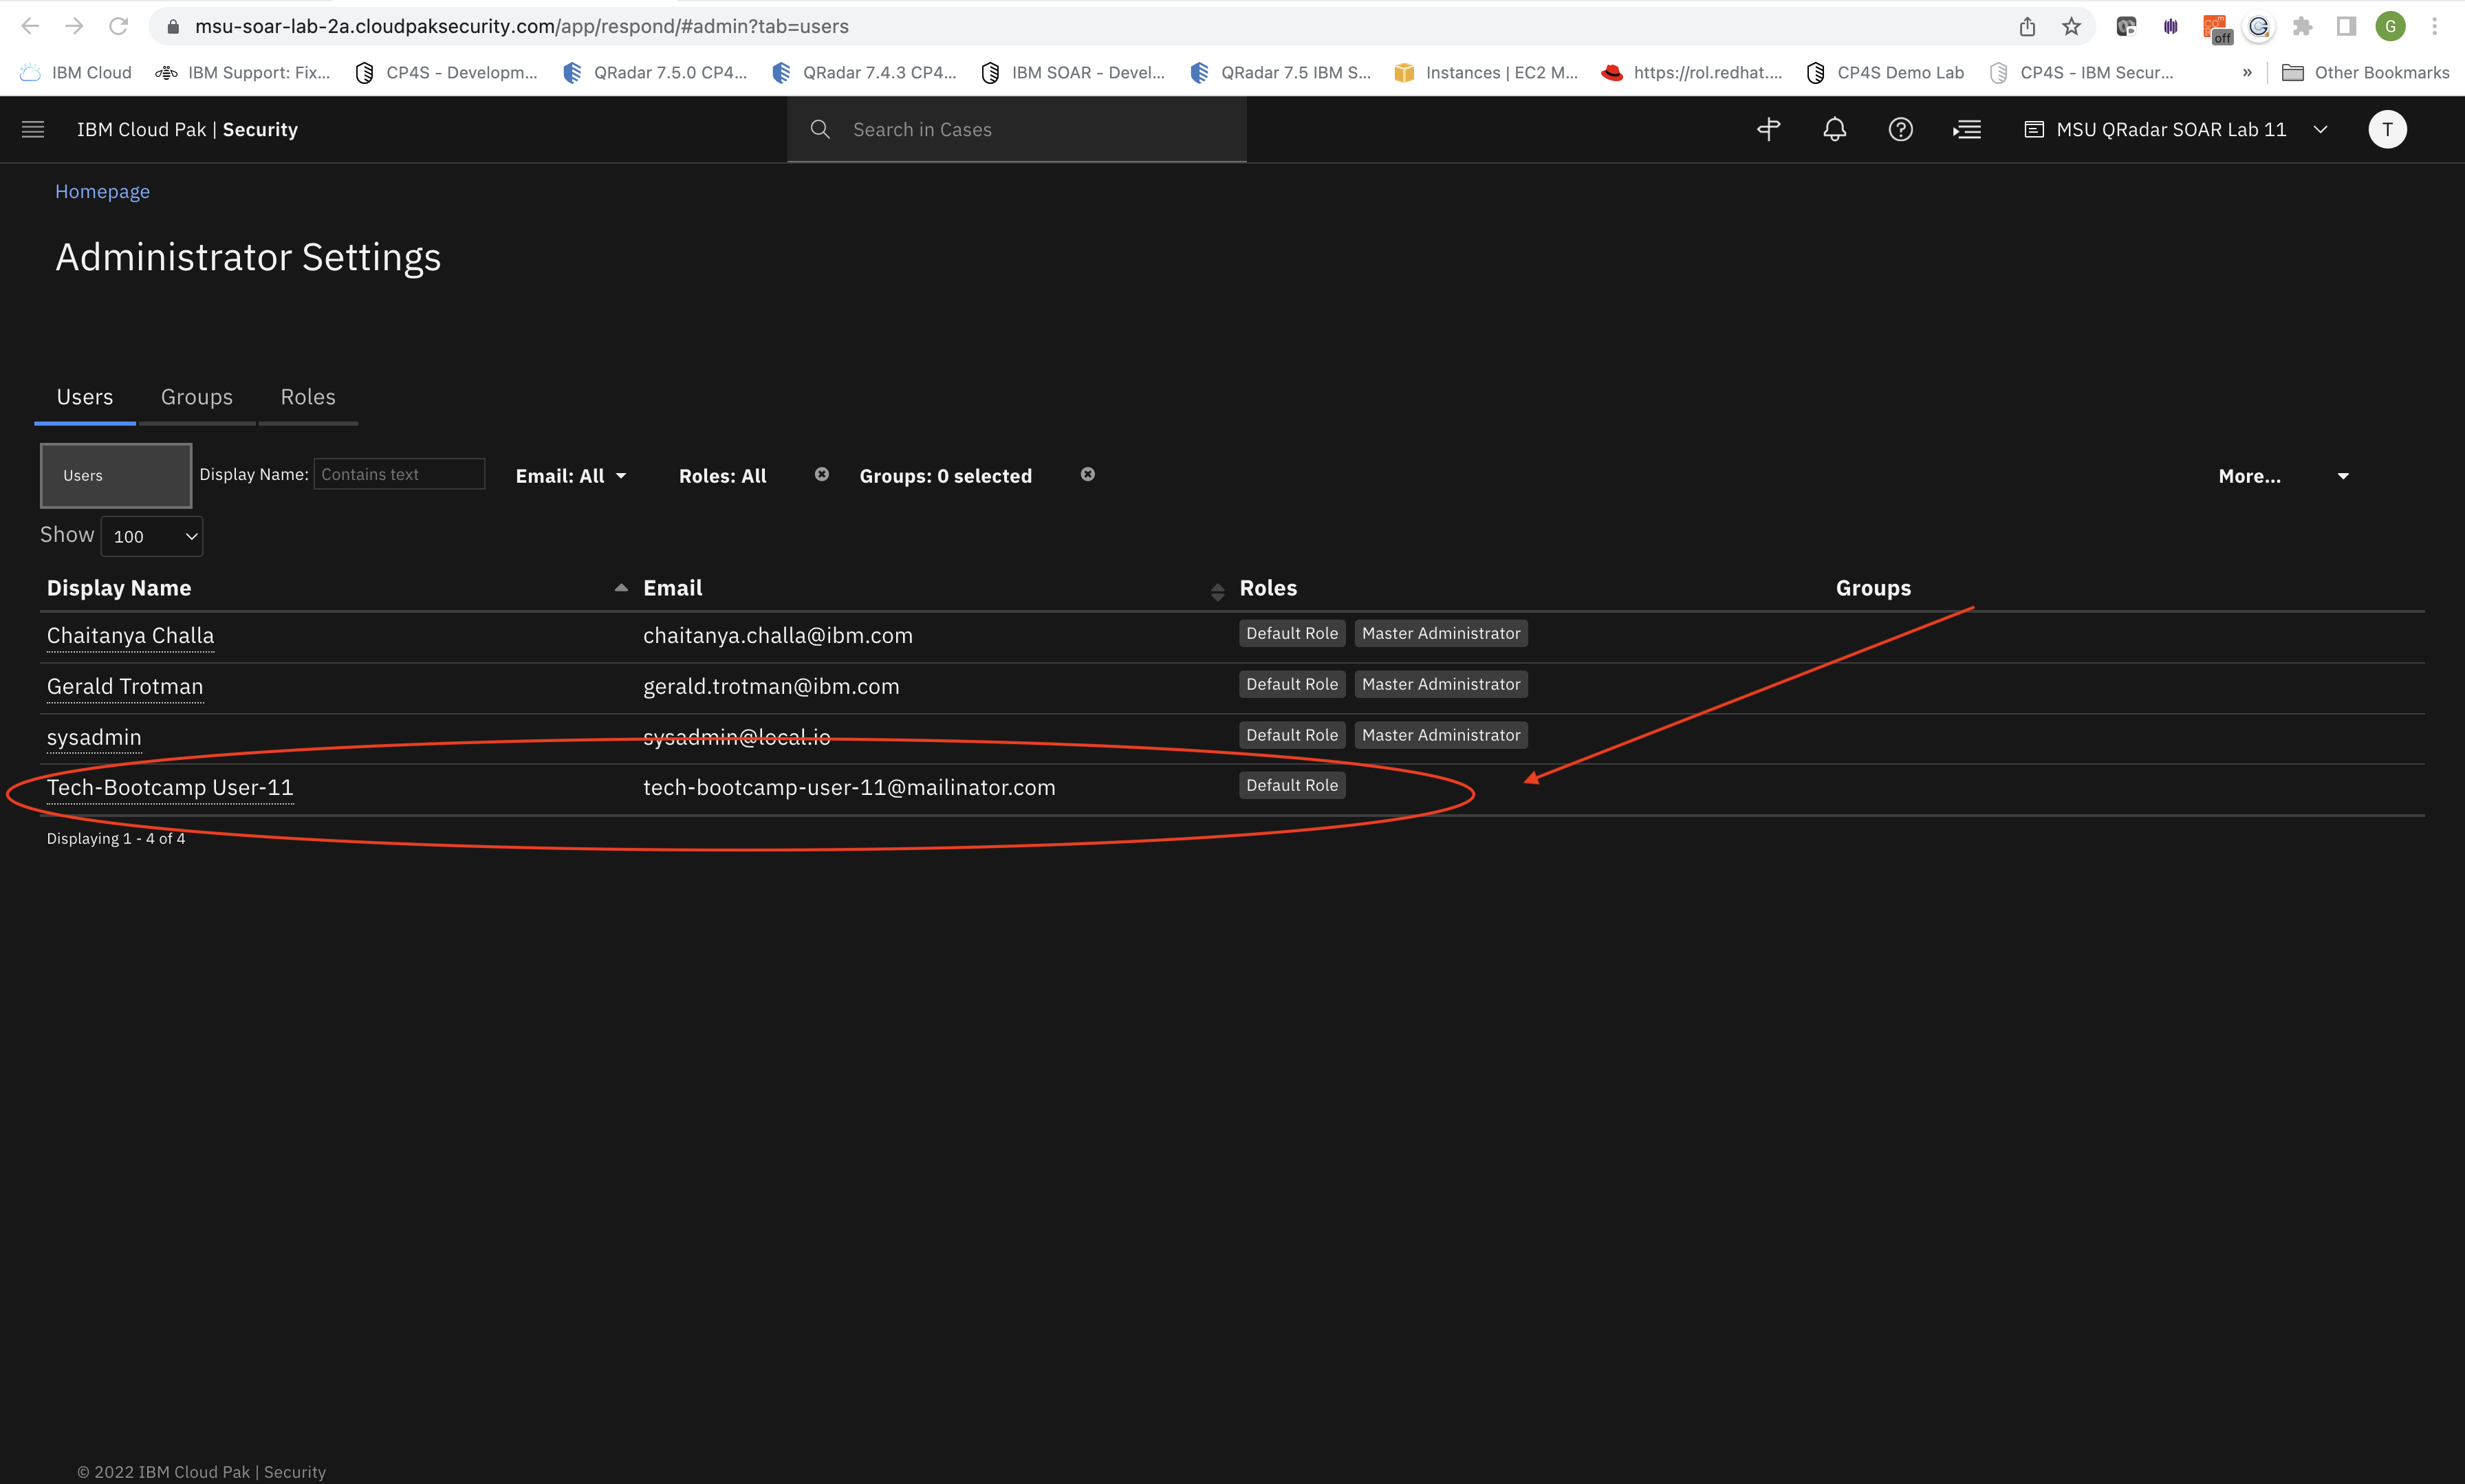 msu-soar-lab-2a.cloudpaksecurity.com/app/respond/#admin?tab=users
off
G
IBM Cloud IBM Support: Fix... CP4S - Developm... QRadar 7.5.0 CP4... QRadar 7.4.3 CP4... IBM SOAR - Devel... QRadar 7.5 IBM S... Instances | EC2 M... https://rol.redhat.... CP4S Demo Lab CP4S - IBM Secur... » Other Bookmarks
IBM Cloud Pak | Security Search in Cases MSU QRadar SOAR Lab 11 T
Homepage
Administrator Settings
Users Groups Roles
Users Display Name: Contains text Email: All Roles: All Groups: 0 selected More...
Show 100
Display Name Email Roles Groups
Chaitanya Challa chaitanya.challa@ibm.com Default Role Master Administrator
Gerald Trotman gerald.trotman@ibm.com Default Role Master Administrator
sysadmin sysadmin@local.io Default Role Master Administrator
Tech-Bootcamp User-11 tech-bootcamp-user-11@mailinator.com Default Role
Displaying 1 - 4 of 4
© 2022 IBM Cloud Pak | Security